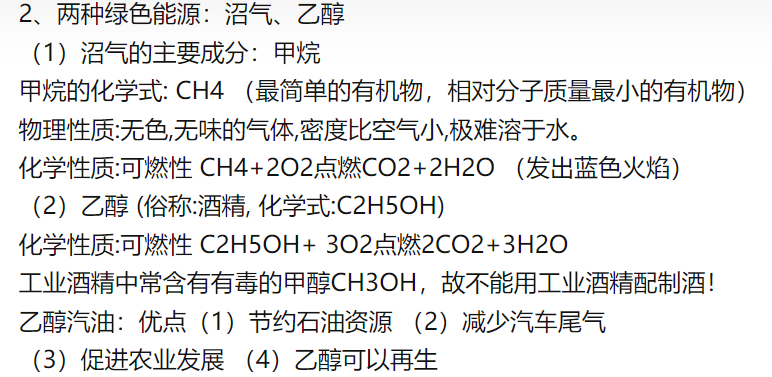 2、两种绿色能源：沼气、乙醇
（1）沼气的主要成分：甲烷
甲烷的化学式: CH4 （最简单的有机物，相对分子质量最小的有机物）
物理性质:无色,无味的气体,密度比空气小,极难溶于水。
化学性质:可燃性 CH4+2O2点燃CO2+2H2O （发出蓝色火焰）
（2）乙醇 (俗称:酒精, 化学式:C2H5OH)
化学性质:可燃性 C2H5OH+ 3O2点燃2CO2+3H2O
工业酒精中常含有有毒的甲醇CH3OH，故不能用工业酒精配制酒！
乙醇汽油：优点（1）节约石油资源 （2）减少汽车尾气
（3）促进农业发展 （4）乙醇可以再生